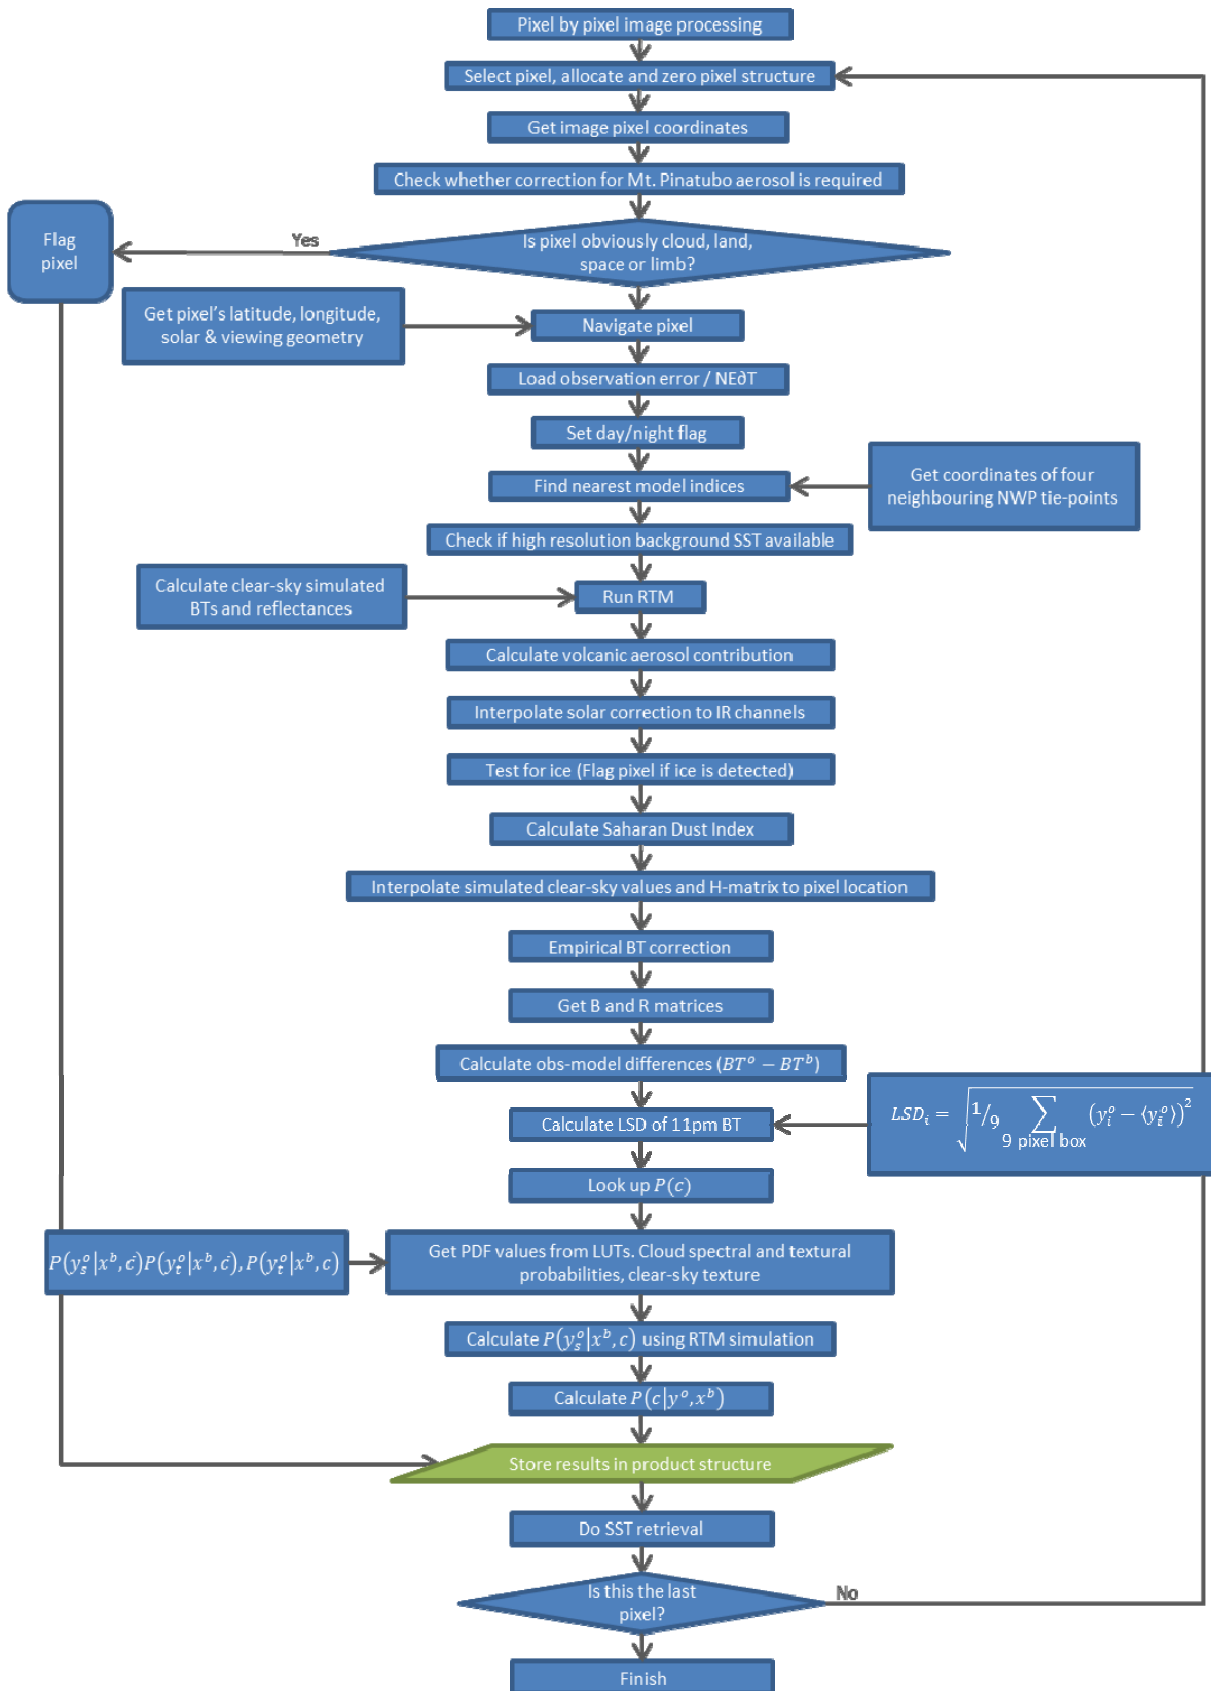 Pixel by pixel image processing
Select pixel, allocate and zero pixel structure
Get image pixel coordinates
Check whether correction for Mt. Pinatubo aerosol is required
Flag
pixel
Yes
Is pixel obviously cloud, land,
space or limb?
Get pixel's latitude, longitude,
solar & viewing geometry
Navigate pixel
Load observation error / NE∂T
Set day/night flag
Find nearest model indices
Get coordinates of four
neighbouring NWP tie-points
Check if high resolution background SST available
Calculate clear-sky simulated
BTs and reflectances
Run RTM
Calculate volcanic aerosol contribution
Interpolate solar correction to IR channels
Test for ice (Flag pixel if ice is detected)
Calculate Saharan Dust Index
Interpolate simulated clear-sky values and H-matrix to pixel location
Empirical BT correction
Get B and R matrices
Calculate obs-model differences (BT^o − BT^b)
Calculate LSD of 11pm BT
LSD_i = √(1/9 ∑_{9 pixel box} (y_i^o − ⟨y_i^o⟩)^2)
Look up P(c)
P(y_s^o|x^b, c̄)P(y_t^o|x^b, c̄), P(y_t^o|x^b, c)
Get PDF values from LUTs. Cloud spectral and textural
probabilities, clear-sky texture
Calculate P(y_s^o|x^b, c) using RTM simulation
Calculate P(c|y^o, x^b)
Store results in product structure
Do SST retrieval
Is this the last
pixel?
No
Finish